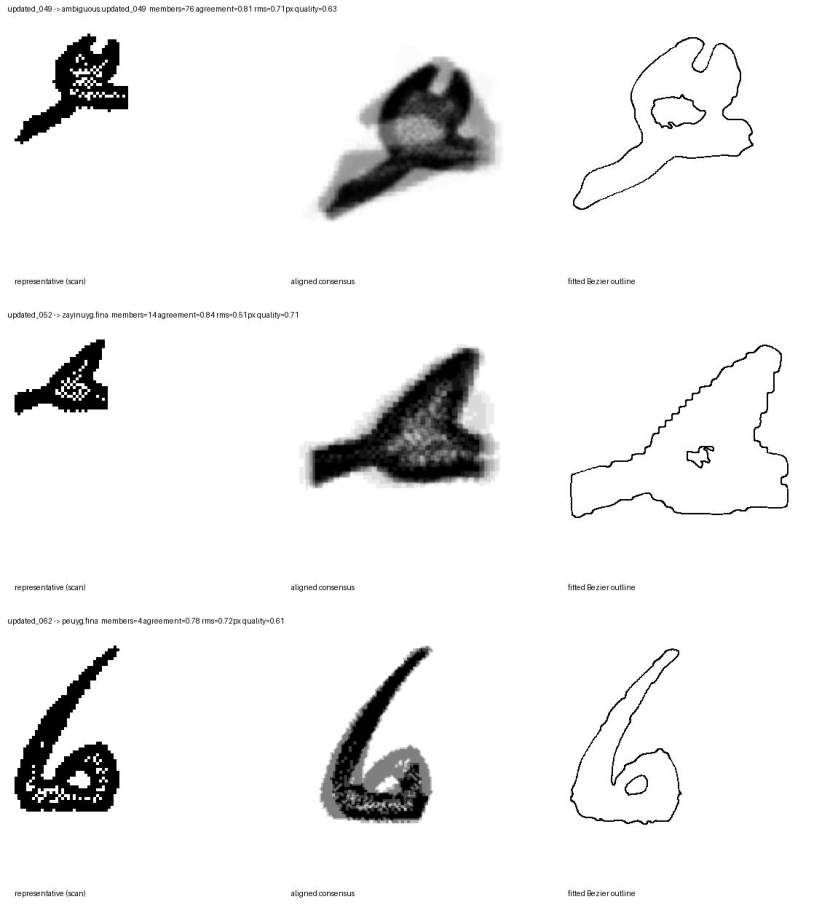 updated_049 -> ambiguous.updated_049 members=76 agreement=0.81 rms=0.71px quality=0.63
representative (scan) aligned consensus fitted Bezier outline
updated_052 -> zayinuyg.fina members=14 agreement=0.84 rms=0.51px quality=0.71
representative (scan) aligned consensus fitted Bezier outline
updated_062 -> peuyg.fina members=4 agreement=0.78 rms=0.72px quality=0.61
representative (scan) aligned consensus fitted Bezier outline